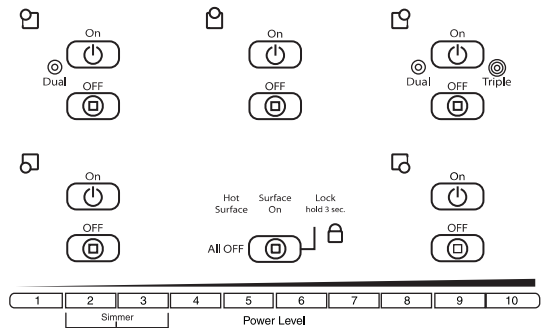 On On On
Dual Dual Triple
OFF OFF OFF
On On
Hot Surface Surface On Lock hold 3 sec.
OFF OFF
All OFF
1 2 3 4 5 6 7 8 9 10
Simmer
Power Level